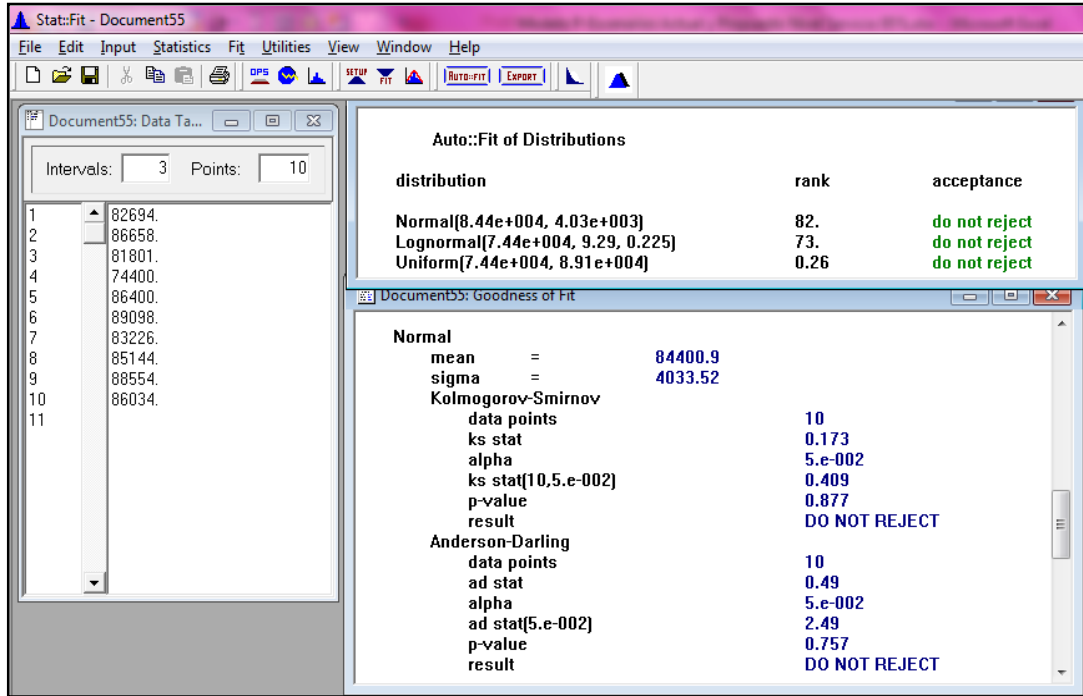 Stat::Fit - Document55
File Edit Input Statistics Fit Utilities View Window Help
OPS SETUP FIT AUTO::FIT EXPORT
Document55: Data Ta...
Intervals: 3 Points: 10
1 82694.
2 86658.
3 81801.
4 74400.
5 86400.
6 89098.
7 83226.
8 85144.
9 88554.
10 86034.
11
Auto::Fit of Distributions
distribution rank acceptance
Normal(8.44e+004, 4.03e+003) 82. do not reject
Lognormal(7.44e+004, 9.29, 0.225) 73. do not reject
Uniform(7.44e+004, 8.91e+004) 0.26 do not reject
Document55: Goodness of Fit
Normal
mean = 84400.9
sigma = 4033.52
Kolmogorov-Smirnov
data points 10
ks stat 0.173
alpha 5.e-002
ks stat(10,5.e-002) 0.409
p-value 0.877
result DO NOT REJECT
Anderson-Darling
data points 10
ad stat 0.49
alpha 5.e-002
ad stat(5.e-002) 2.49
p-value 0.757
result DO NOT REJECT